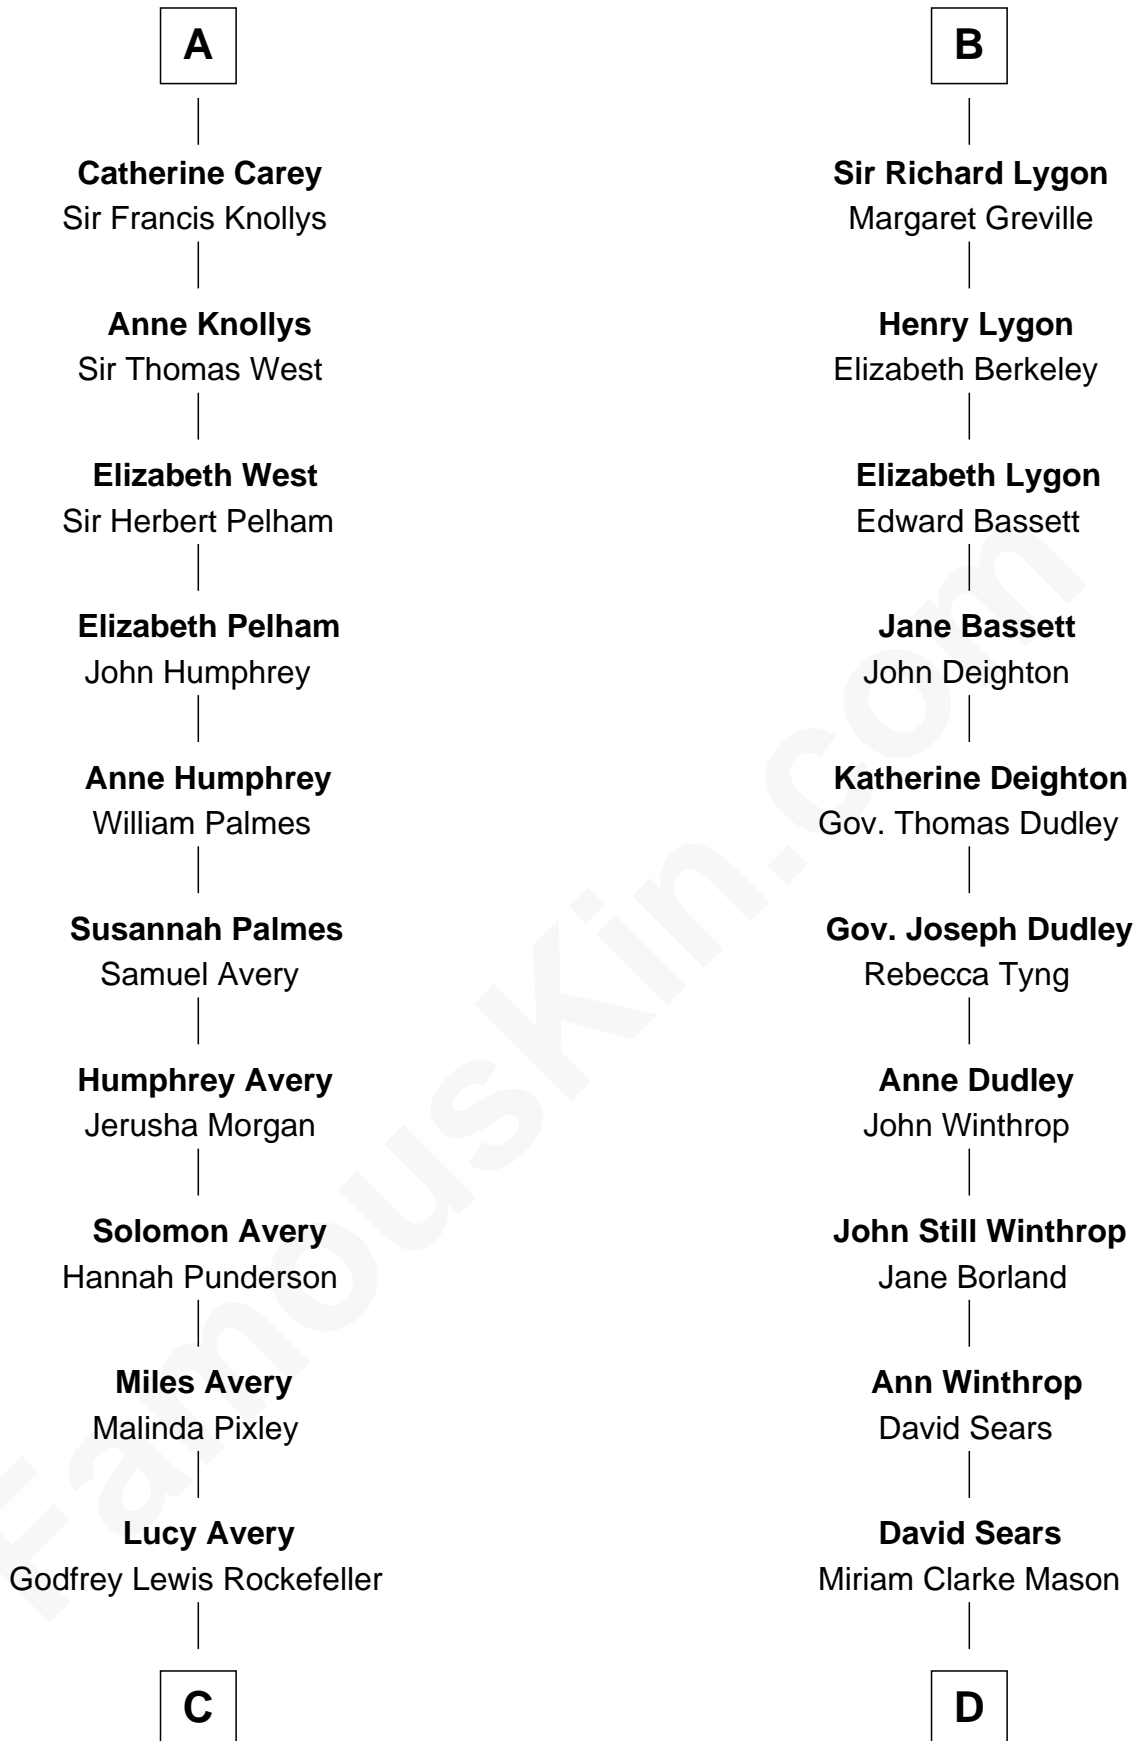 A
Catherine Carey
Sir Francis Knollys
Anne Knollys
Sir Thomas West
Elizabeth West
Sir Herbert Pelham
Elizabeth Pelham
John Humphrey
Anne Humphrey
William Palmes
Susannah Palmes
Samuel Avery
Humphrey Avery
Jerusha Morgan
Solomon Avery
Hannah Punderson
Miles Avery
Malinda Pixley
Lucy Avery
Godfrey Lewis Rockefeller
C
B
Sir Richard Lygon
Margaret Greville
Henry Lygon
Elizabeth Berkeley
Elizabeth Lygon
Edward Bassett
Jane Bassett
John Deighton
Katherine Deighton
Gov. Thomas Dudley
Gov. Joseph Dudley
Rebecca Tyng
Anne Dudley
John Winthrop
John Still Winthrop
Jane Borland
Ann Winthrop
David Sears
David Sears
Miriam Clarke Mason
D
FamousKin.com